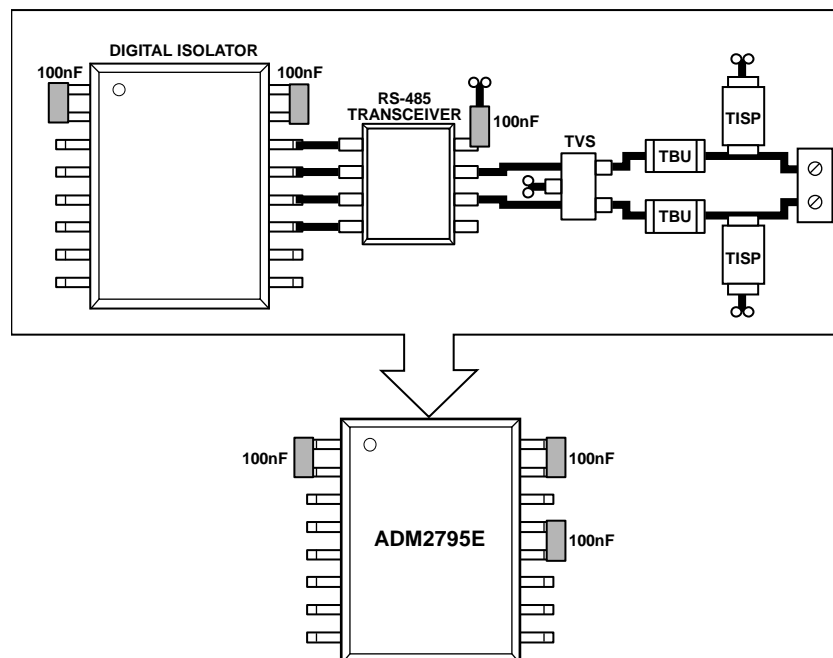 DIGITAL ISOLATOR
100nF
100nF
RS-485
TRANSCEIVER
100nF
TVS
TBU
TISP
TBU
TISP
100nF
100nF
ADM2795E
100nF